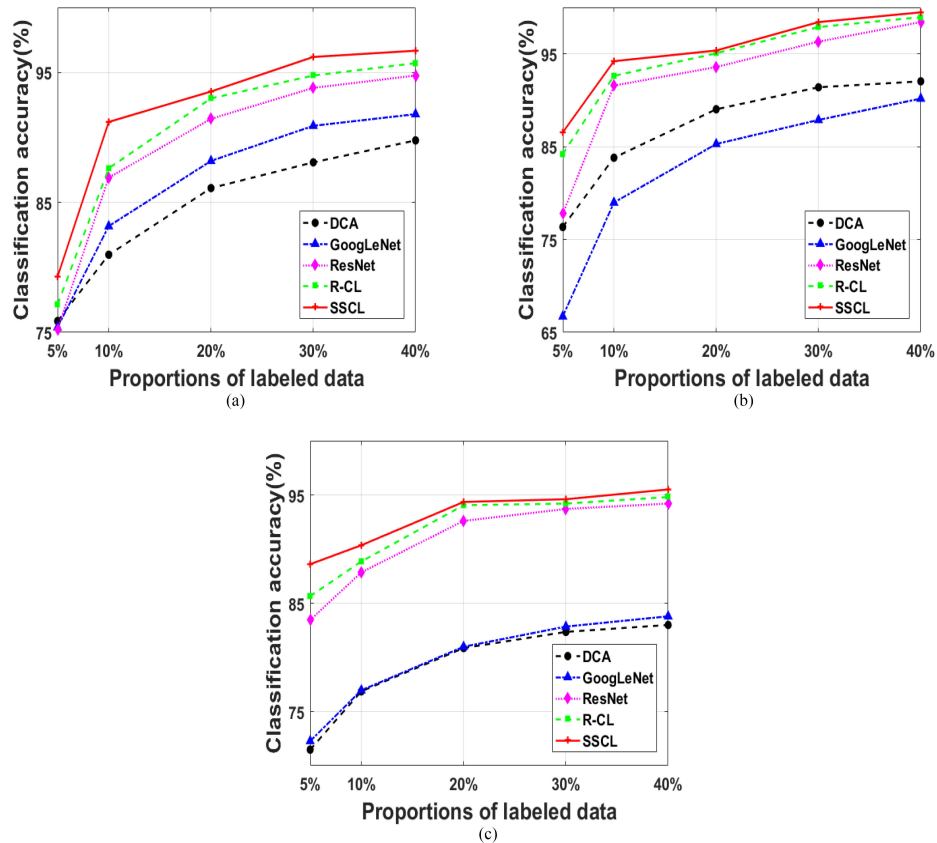 Classification accuracy(%)
95
85
75
5%
10%
20%
30%
40%
Proportions of labeled data
DCA
GoogLeNet
ResNet
R-CL
SSCL
(a)
Classification accuracy(%)
95
85
75
65
5%
10%
20%
30%
40%
Proportions of labeled data
DCA
GoogLeNet
ResNet
R-CL
SSCL
(b)
Classification accuracy(%)
95
85
75
5%
10%
20%
30%
40%
Proportions of labeled data
DCA
GoogLeNet
ResNet
R-CL
SSCL
(c)